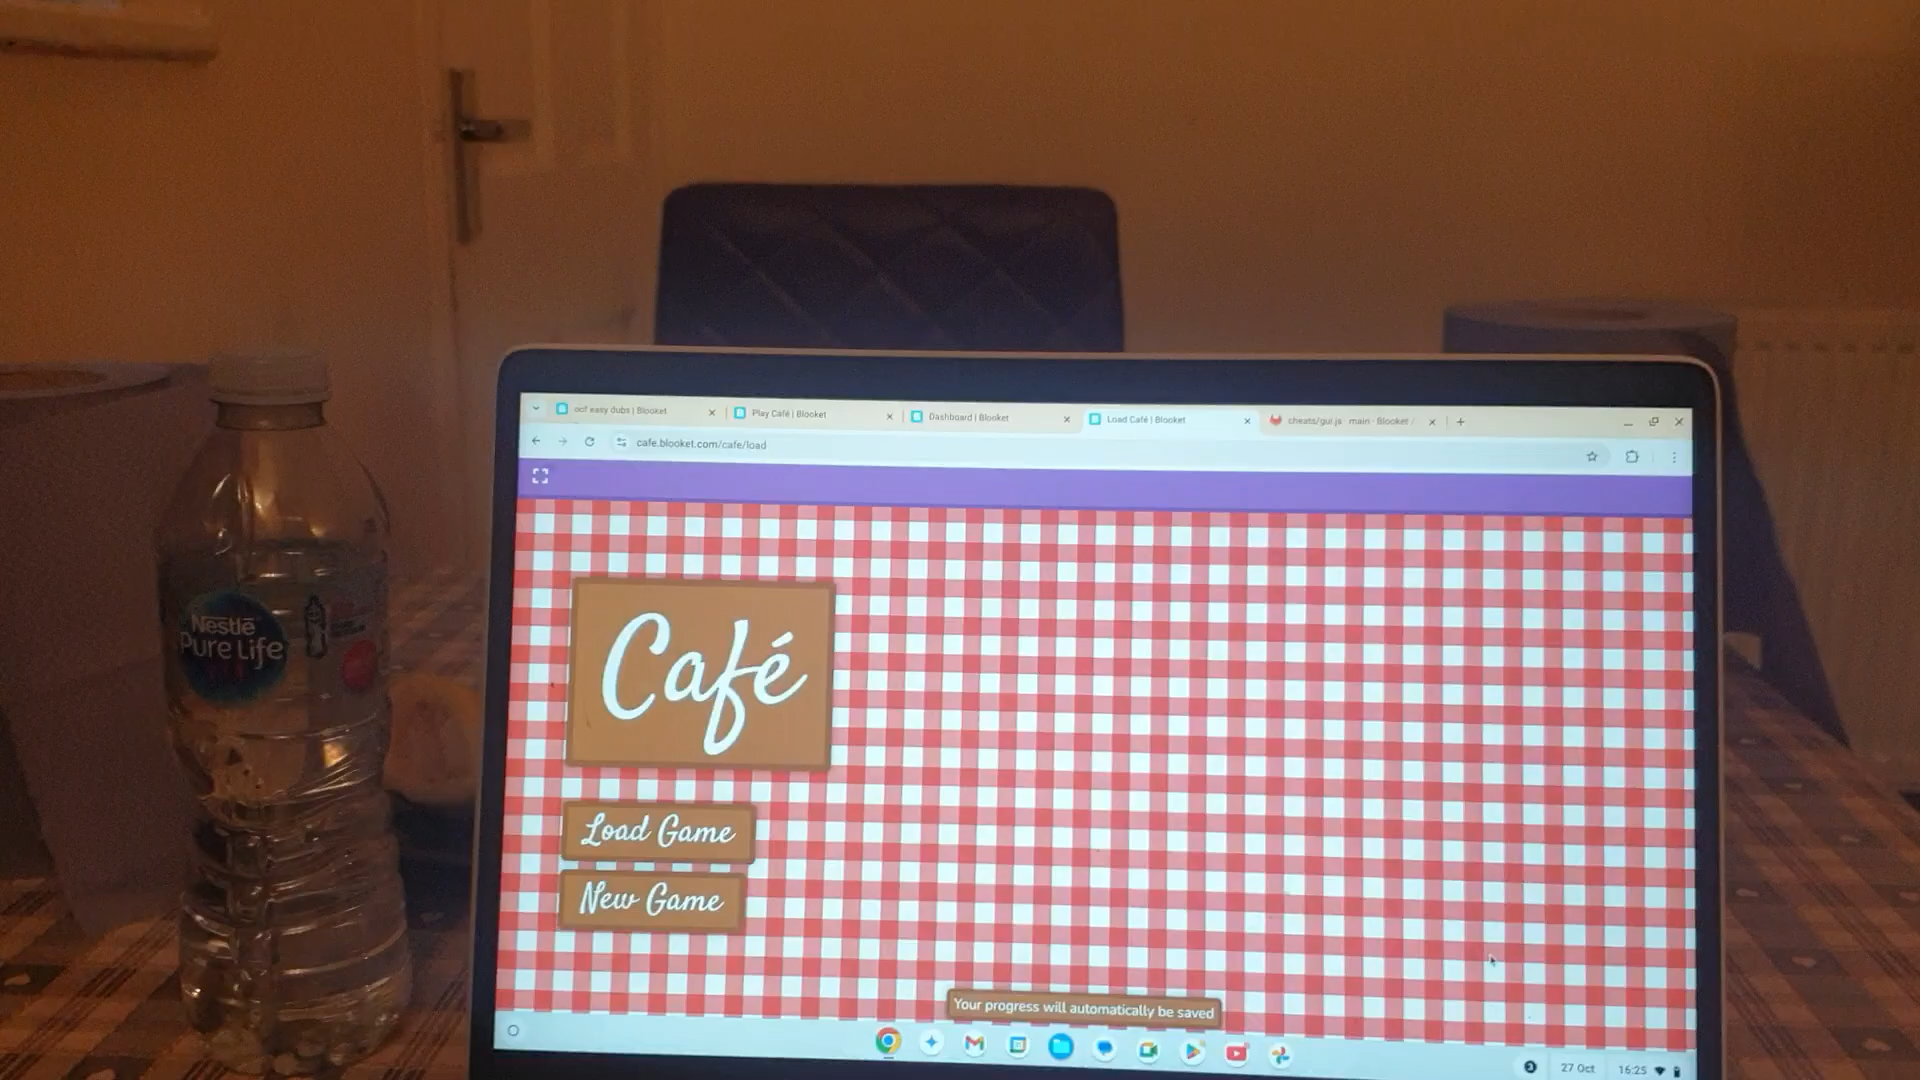 ocf easy dubs | Blooket
Play Café | Blooket
Dashboard | Blooket
Load Café | Blooket
cheats/gui.js · main · Blooket /
cafe.blooket.com/cafe/load
Café
Load Game
New Game
Your progress will automatically be saved
27 Oct
16:25
Nestlē
Pure Life